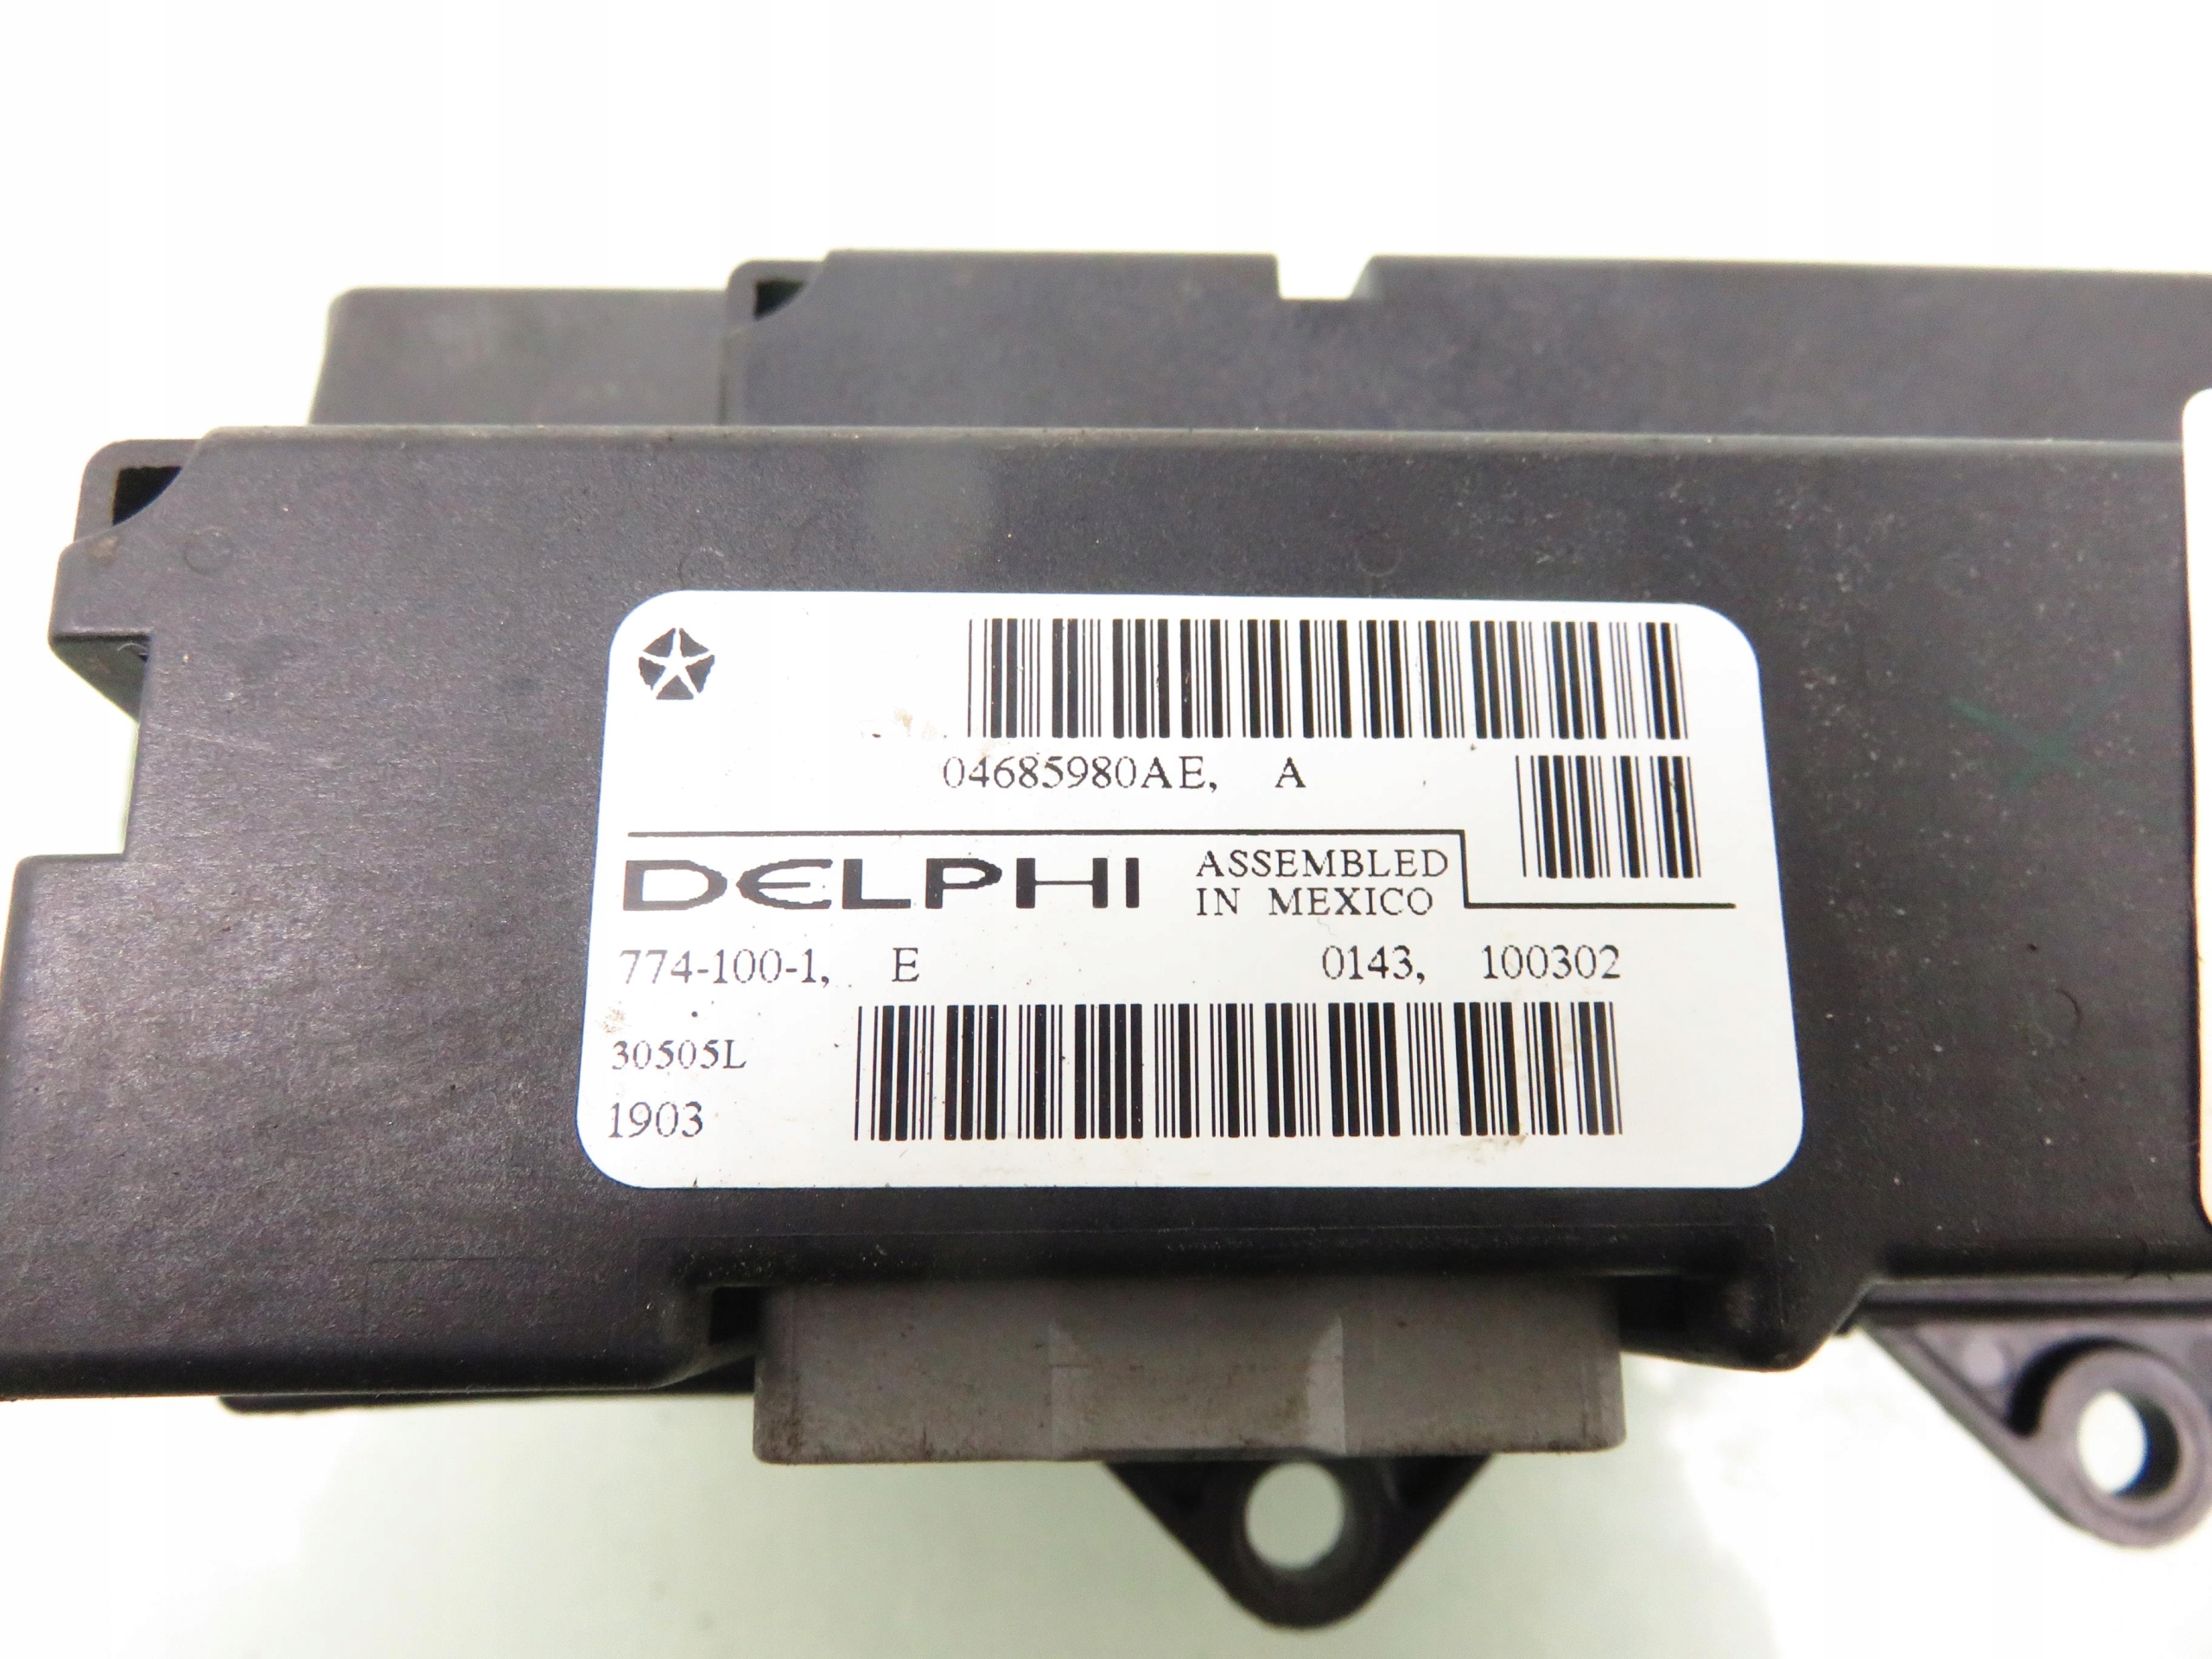 04685980AE, A
DELPHI
ASSEMBLED
IN MEXICO
774-100-1, E 0143, 100302
30505L
1903